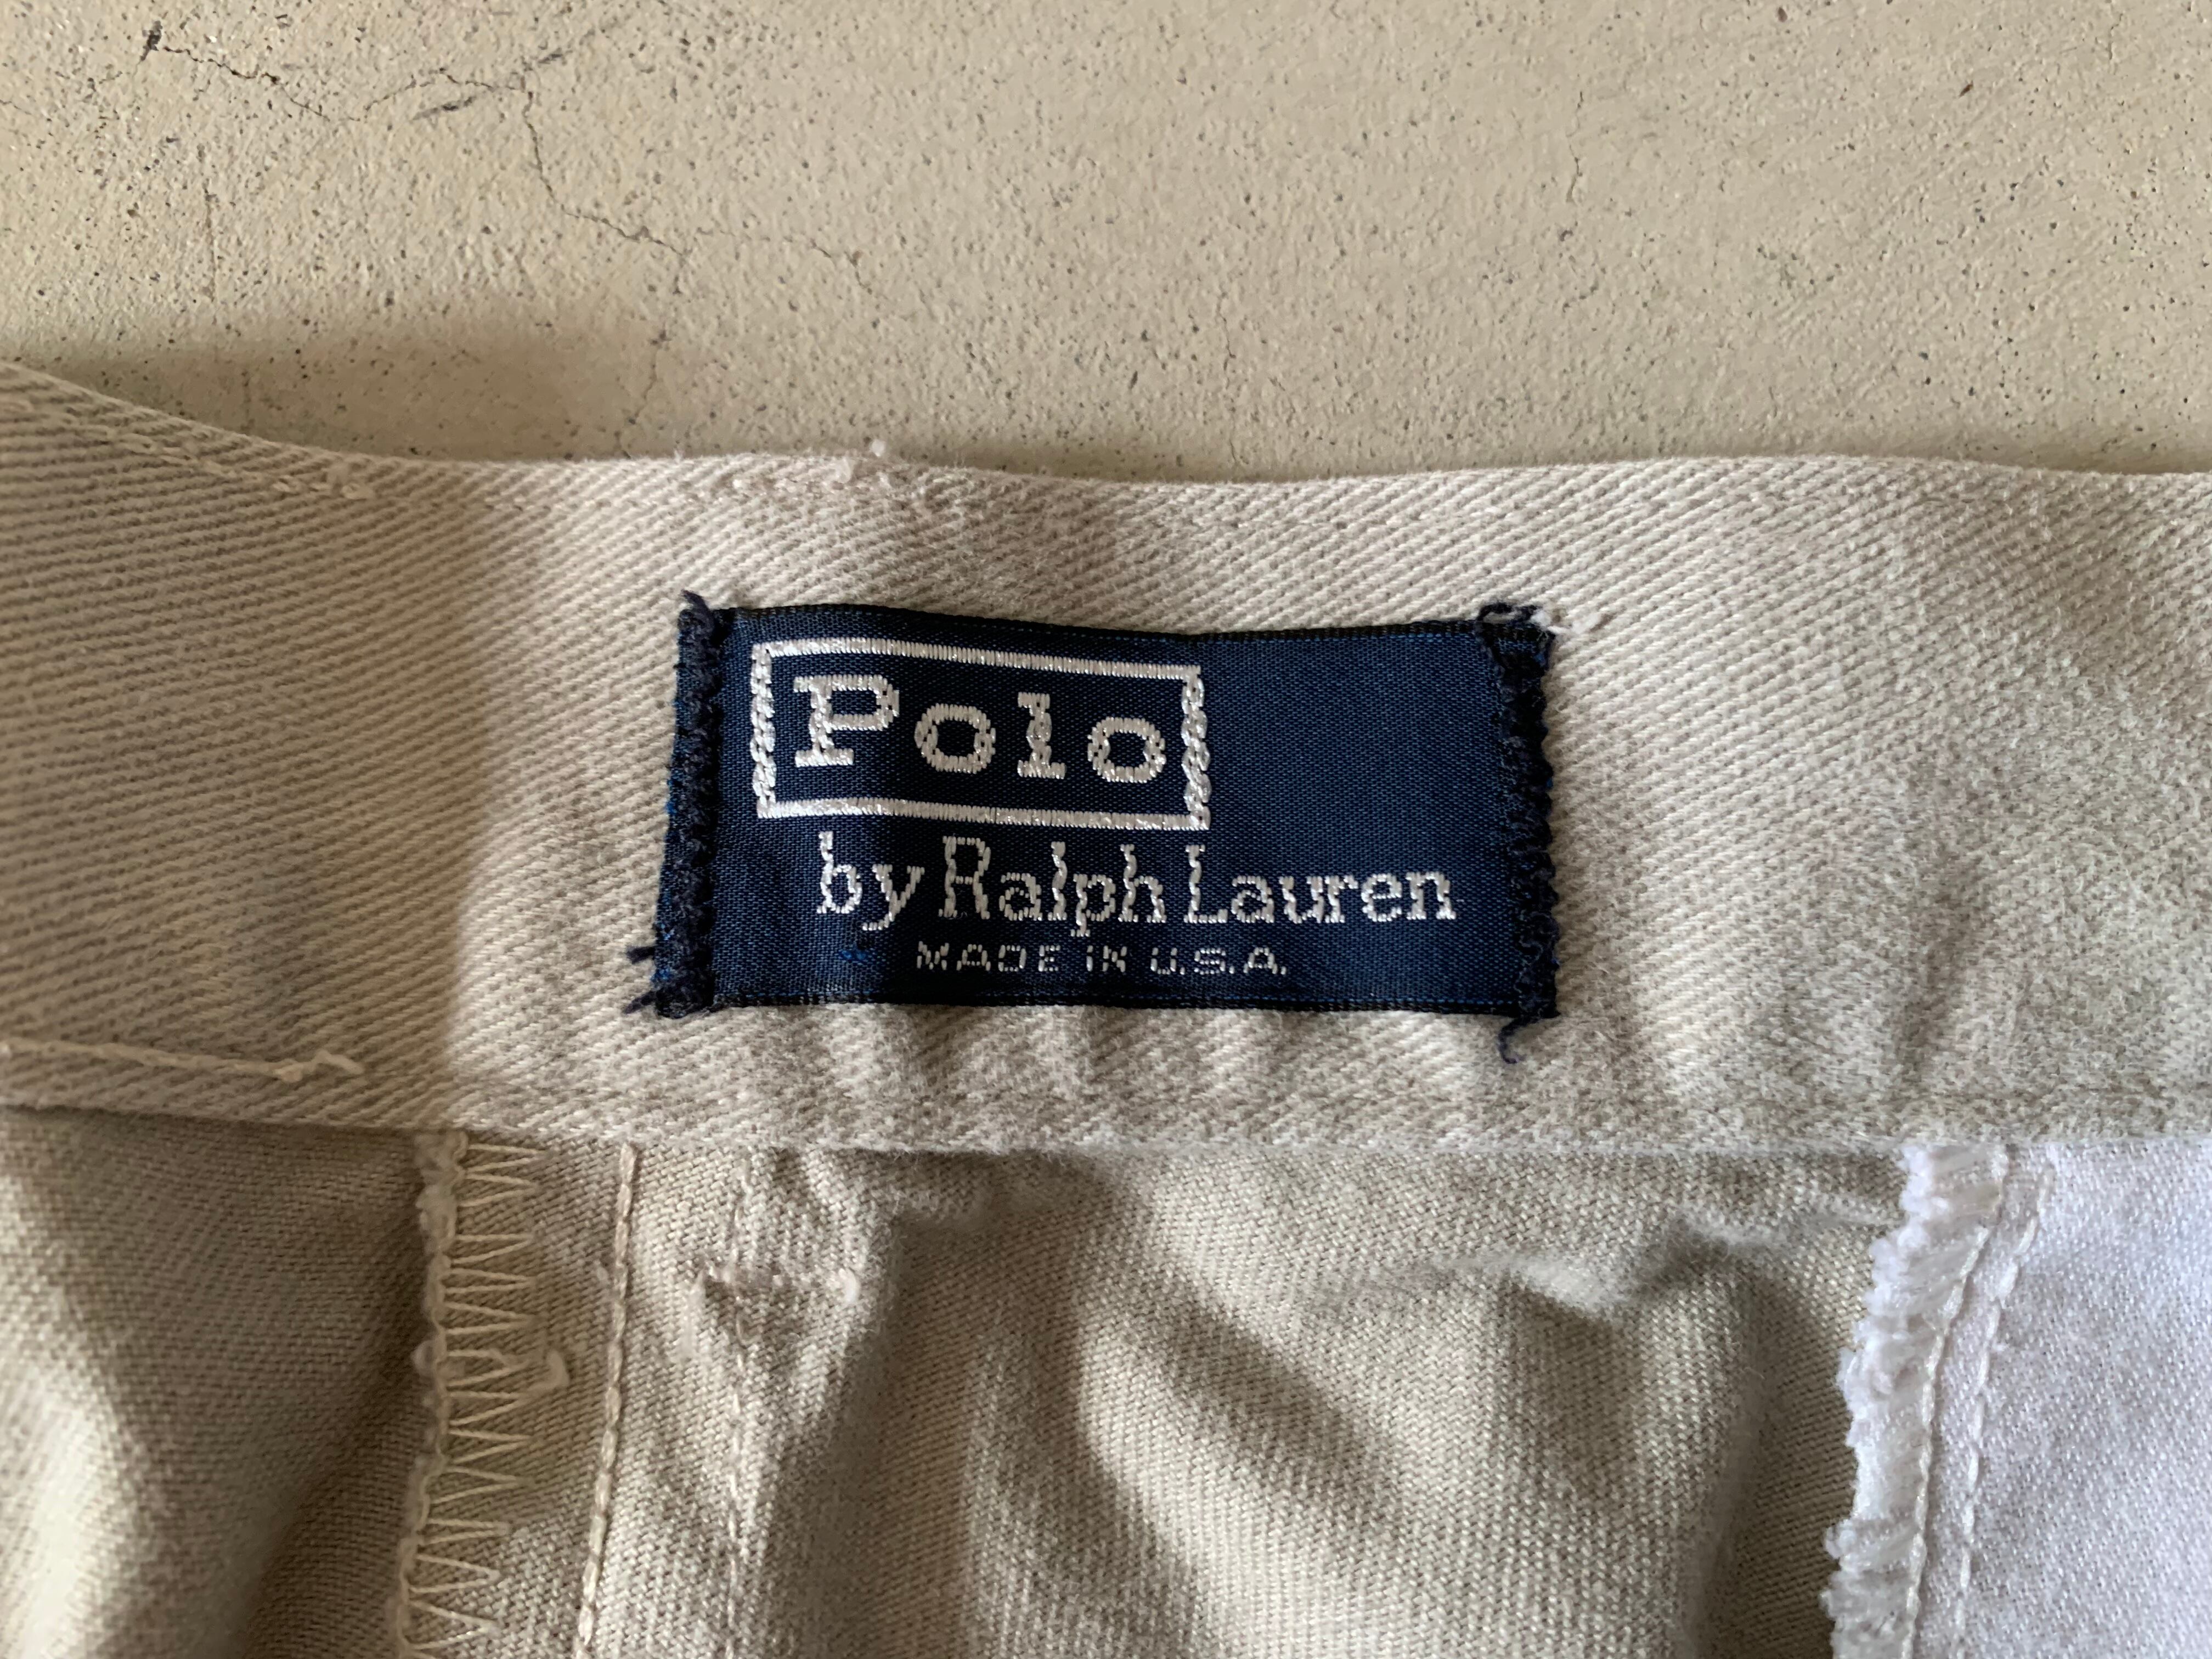 Polo
by Ralph Lauren
MADE IN U.S.A.